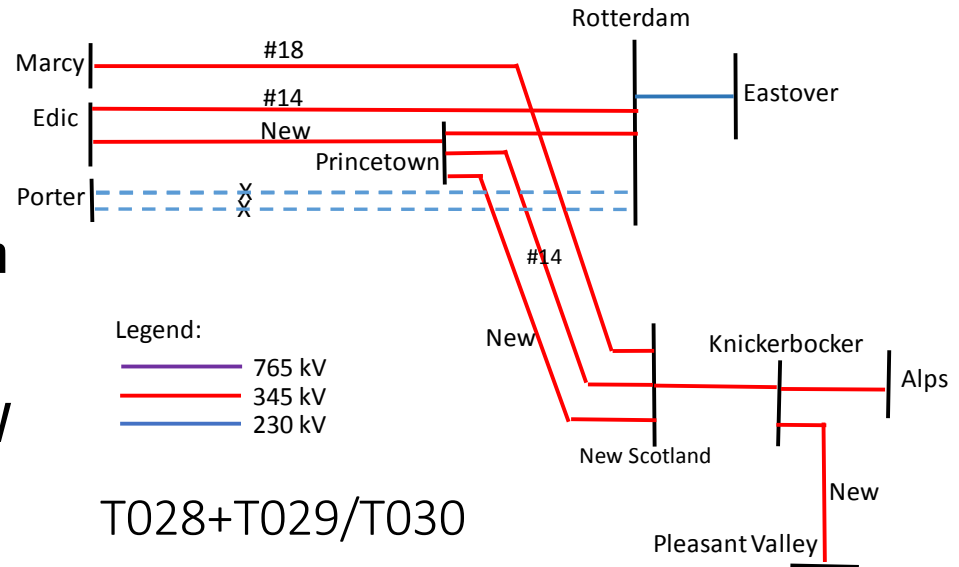 Rotterdam
Marcy
#18
Eastover
Edic
#14
New
Princetown
Porter
X
X
#14
Legend:
765 kV
345 kV
230 kV
New
Knickerbocker
Alps
New Scotland
New
T028+T029/T030
Pleasant Valley